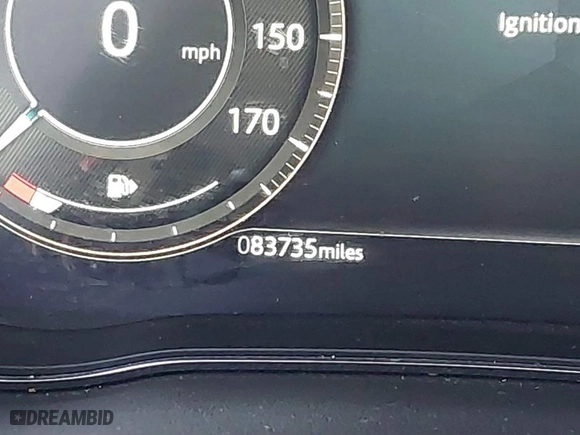 0
mph
150
170
Ignition
083735miles
DREAMBID